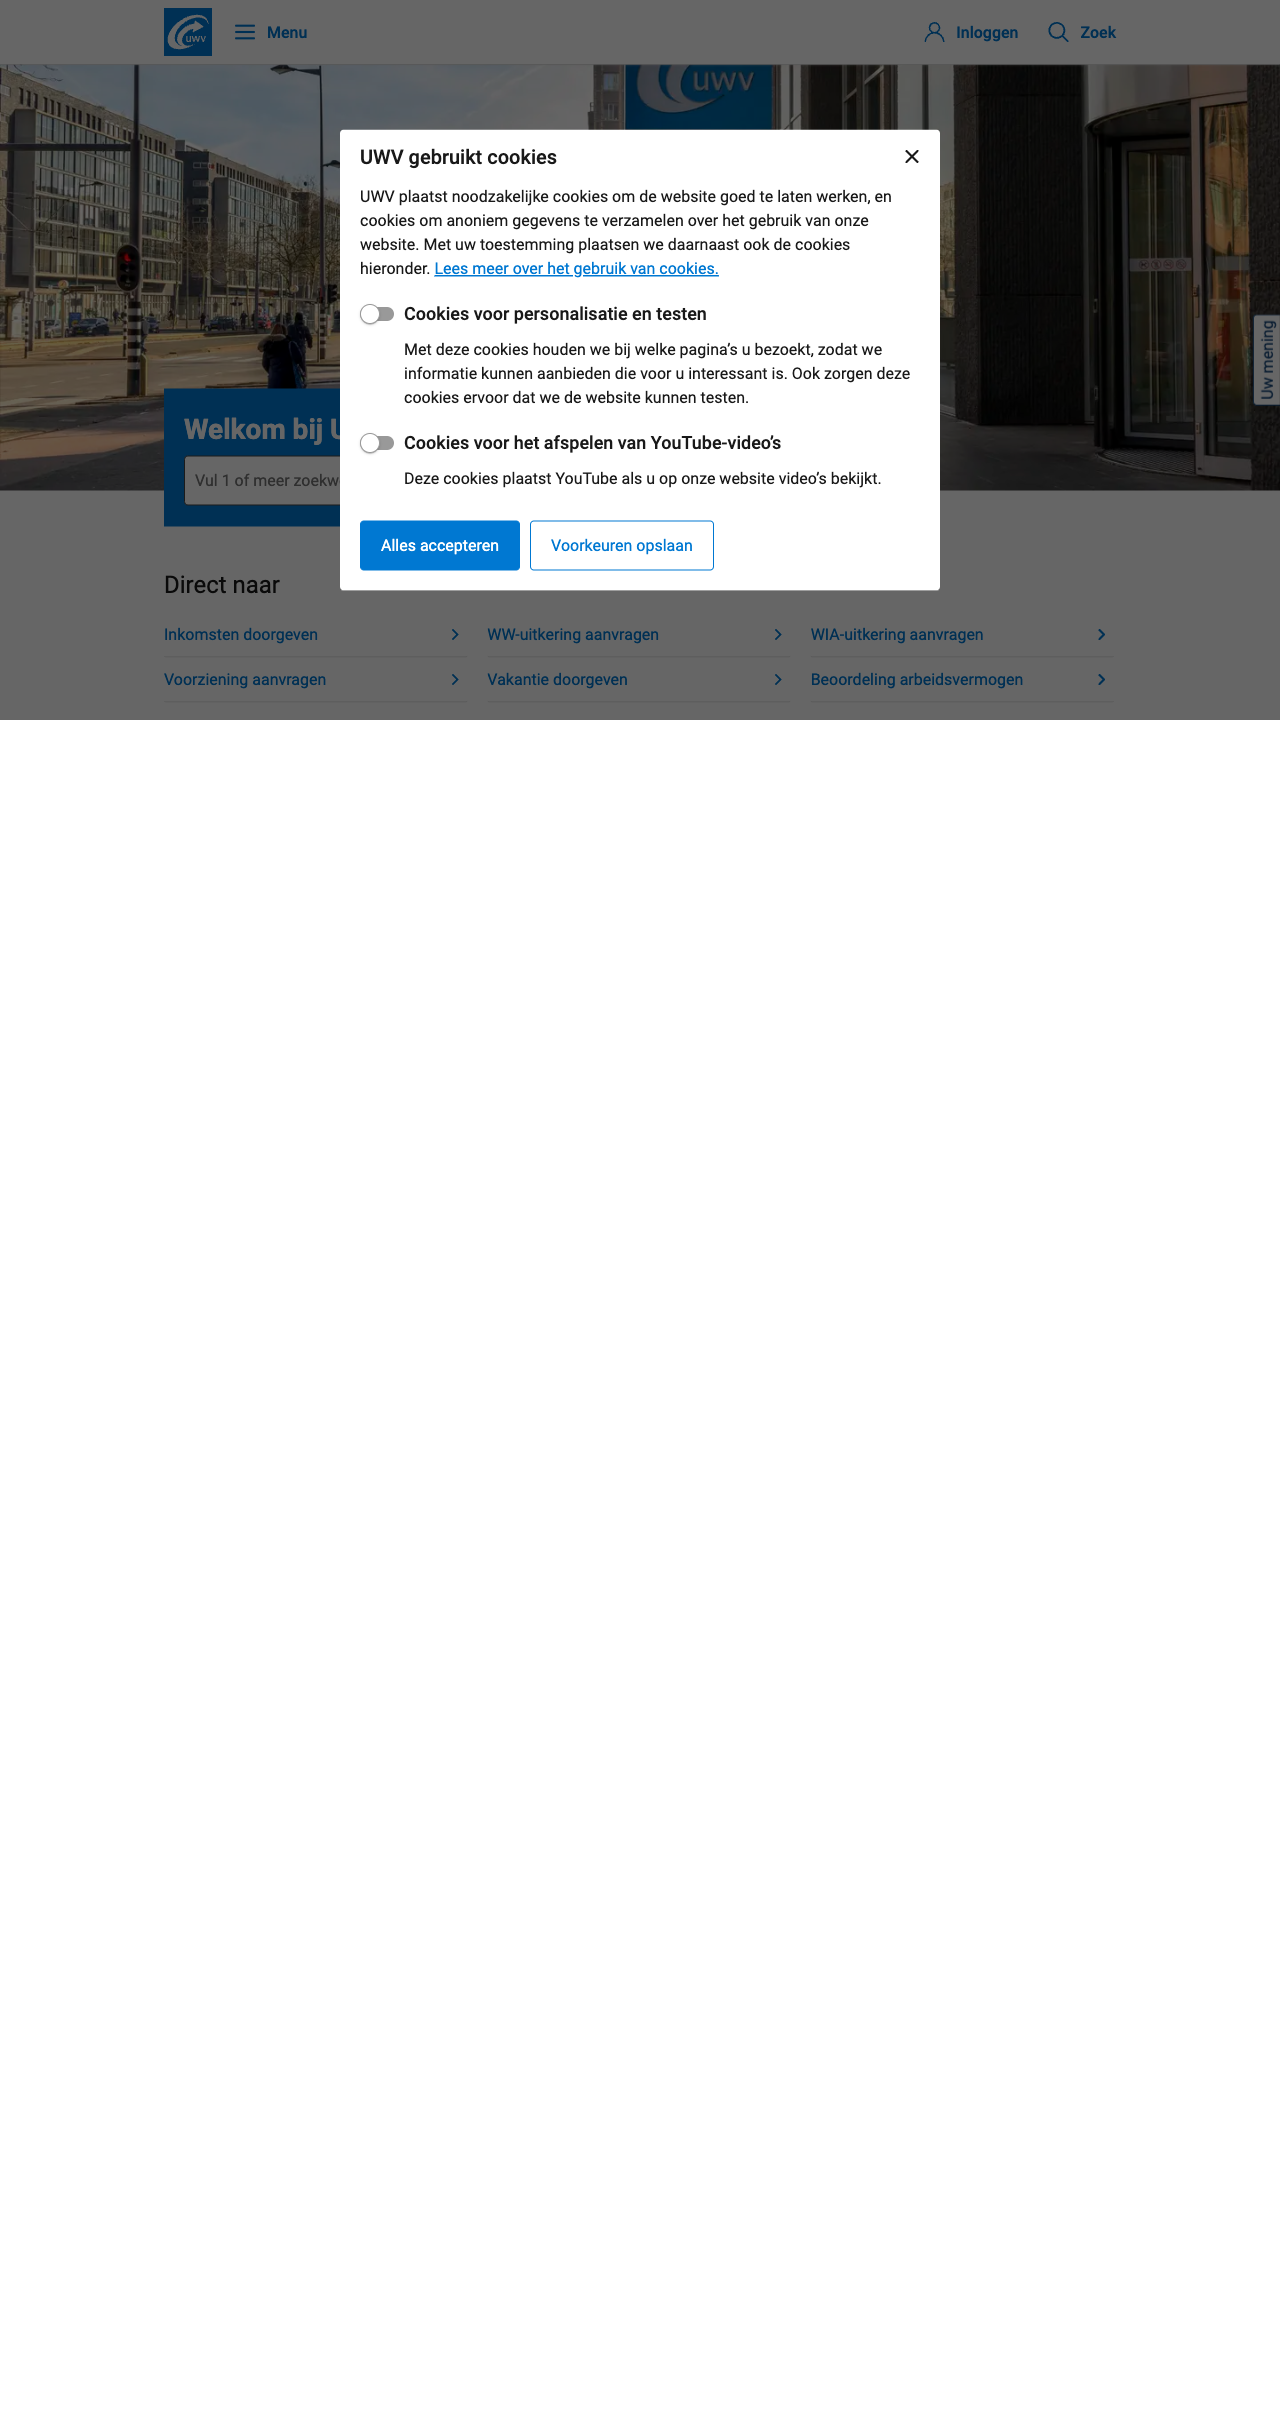 uwv
Menu
Inloggen
Zoek
uwv
UWV gebruikt cookies
UWV plaatst noodzakelijke cookies om de website goed te laten werken, en
cookies om anoniem gegevens te verzamelen over het gebruik van onze
website. Met uw toestemming plaatsen we daarnaast ook de cookies
hieronder. Lees meer over het gebruik van cookies.
Cookies voor personalisatie en testen
Met deze cookies houden we bij welke pagina’s u bezoekt, zodat we
informatie kunnen aanbieden die voor u interessant is. Ook zorgen deze
cookies ervoor dat we de website kunnen testen.
Cookies voor het afspelen van YouTube-video’s
Deze cookies plaatst YouTube als u op onze website video’s bekijkt.
Alles accepteren
Voorkeuren opslaan
Uw mening
Welkom bij
Vul 1 of meer
Direct naar
Inkomsten doorgeven
WW-uitkering aanvragen
WIA-uitkering aanvragen
Voorziening aanvragen
Vakantie doorgeven
Beoordeling arbeidsvermogen